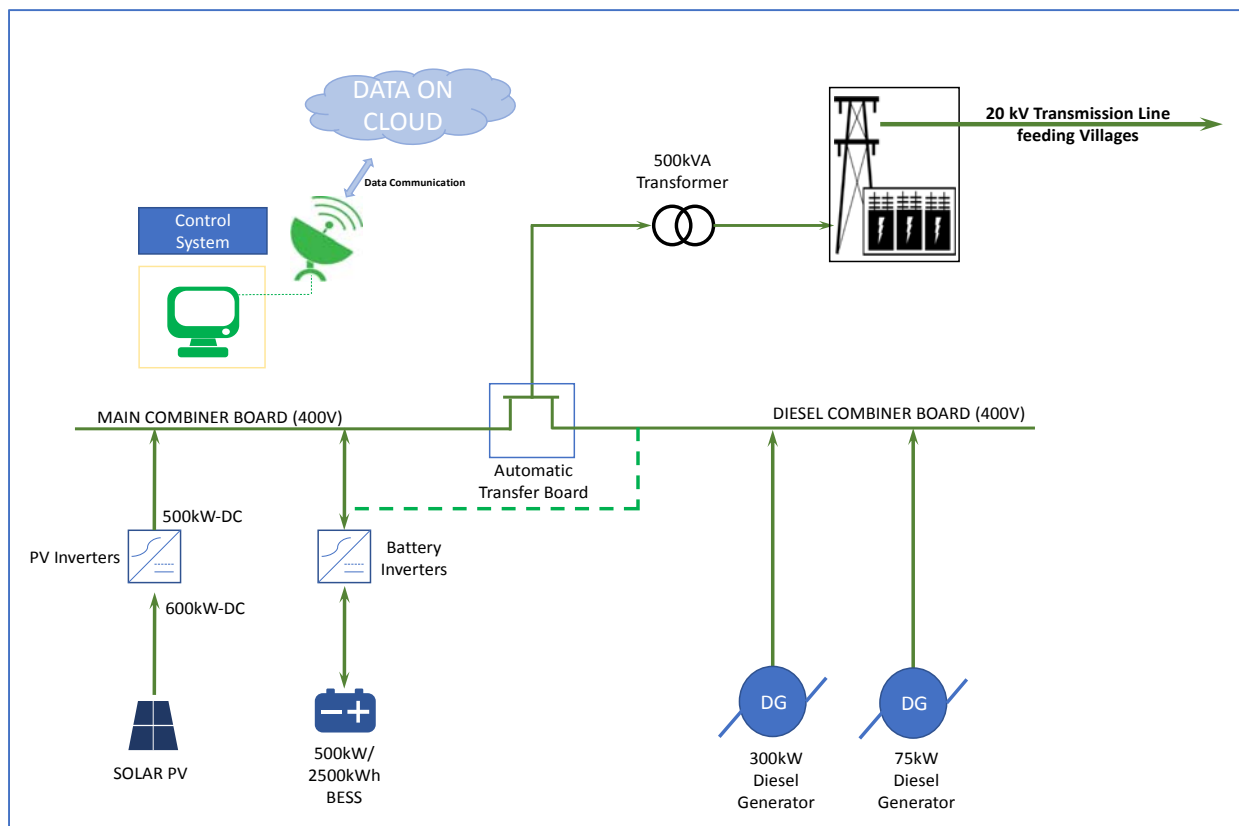 DATA ON
CLOUD
Data Communication
Control
System
500kVA
Transformer
20 kV Transmission Line
feeding Villages
MAIN COMBINER BOARD (400V)
DIESEL COMBINER BOARD (400V)
Automatic
Transfer Board
500kW-DC
PV Inverters
600kW-DC
SOLAR PV
Battery
Inverters
500kW/
2500kWh
BESS
DG
300kW
Diesel
Generator
DG
75kW
Diesel
Generator